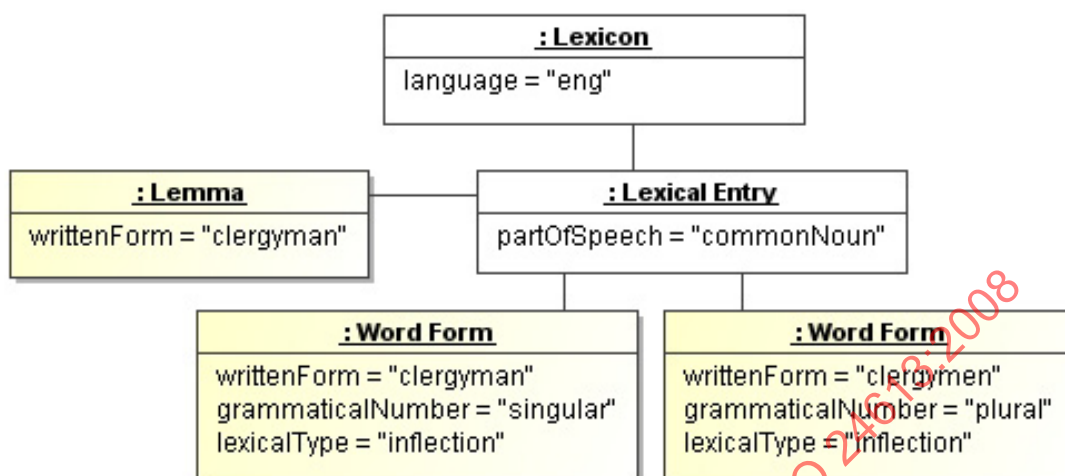 : Lexicon
language = "eng"
: Lemma
writtenForm = "clergyman"
: Lexical Entry
partOfSpeech = "commonNoun"
: Word Form
writtenForm = "clergyman"
grammaticalNumber = "singular"
lexicalType = "inflection"
: Word Form
writtenForm = "clergymen"
grammaticalNumber = "plural"
lexicalType = "inflection"
O 24613:2008